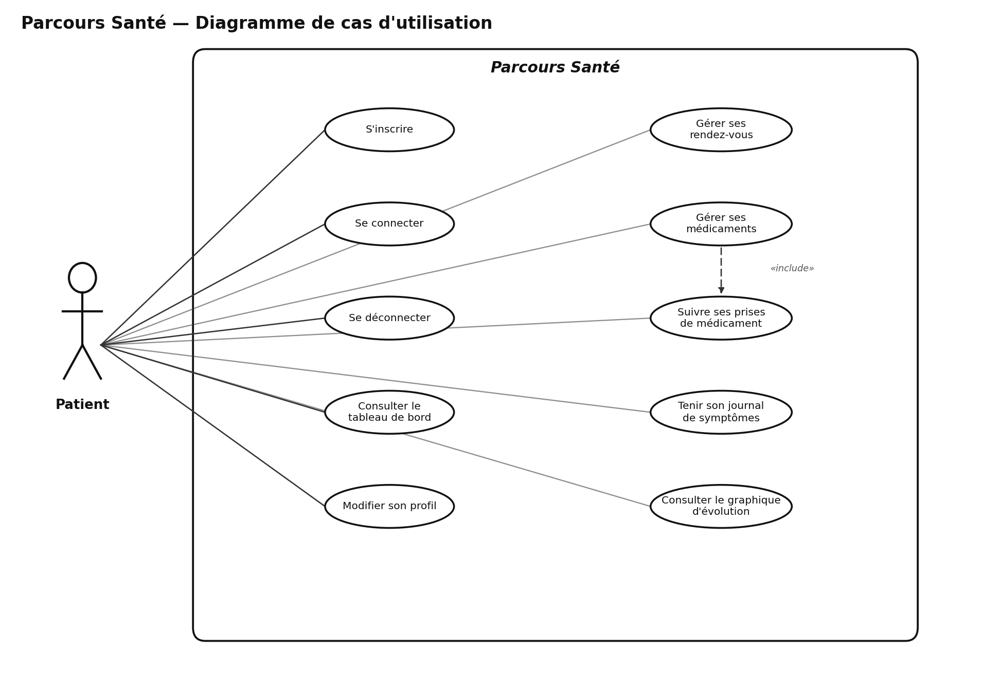 Parcours Santé — Diagramme de cas d'utilisation
Parcours Santé
S'inscrire
Gérer ses
rendez-vous
Se connecter
Gérer ses
médicaments
«include»
Se déconnecter
Suivre ses prises
de médicament
Patient
Consulter le
tableau de bord
Tenir son journal
de symptômes
Modifier son profil
Consulter le graphique
d'évolution